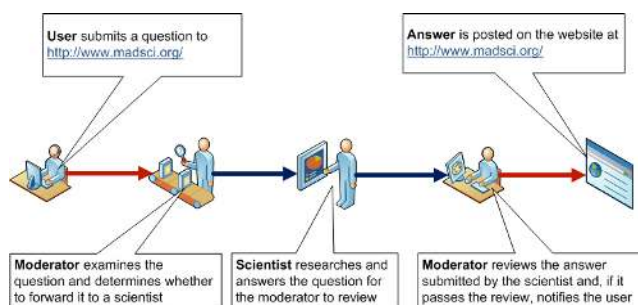 User submits a question to
http://www.madsci.org/
Answer is posted on the website at
http://www.madsci.org/
Moderator examines the
question and determines whether
to forward it to a scientist
Scientist researches and
answers the question for
the moderator to review
Moderator reviews the answer
submitted by the scientist and, if it
passes the review, notifies the user